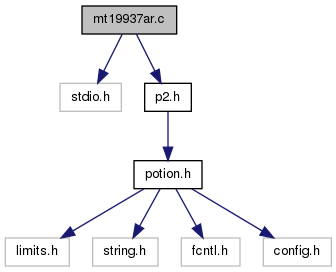 mt19937ar.c
stdio.h
p2.h
potion.h
limits.h
string.h
fcntl.h
config.h